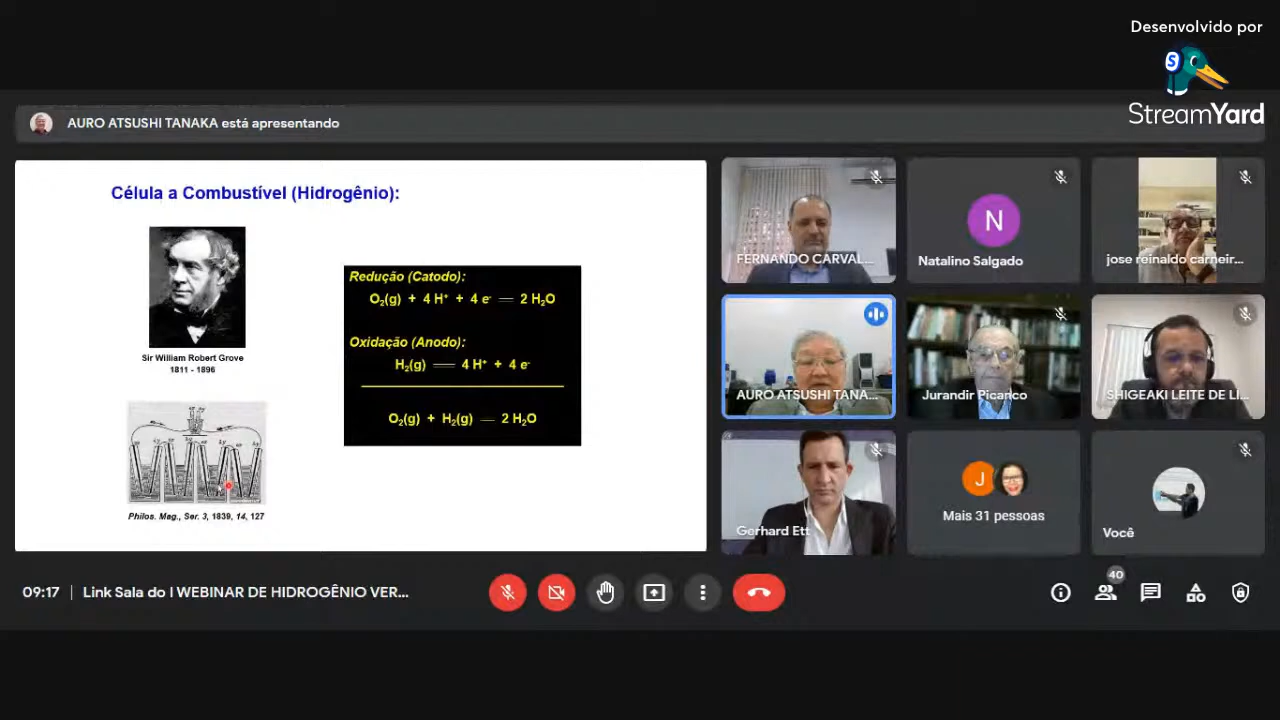 Desenvolvido por
StreamYard
AURO ATSUSHI TANAKA está apresentando
Célula a Combustível (Hidrogênio):
Sir William Robert Grove
1811 - 1896
Philos. Mag., Ser. 3, 1839, 14, 127
Redução (Catodo):
O₂(g) + 4 H⁺ + 4 e⁻ = 2 H₂O
Oxidação (Anodo):
H₂(g) = 4 H⁺ + 4 e⁻
O₂(g) + H₂(g) = 2 H₂O
FERNANDO CARVAL...
N
Natalino Salgado
jose reinaldo carneir...
AURO ATSUSHI TANA...
Jurandir Picanço
SHIGEAKI LEITE DE LI...
Gerhard Ett
J
Mais 31 pessoas
Você
09:17 | Link Sala do I WEBINAR DE HIDROGÊNIO VER...
40